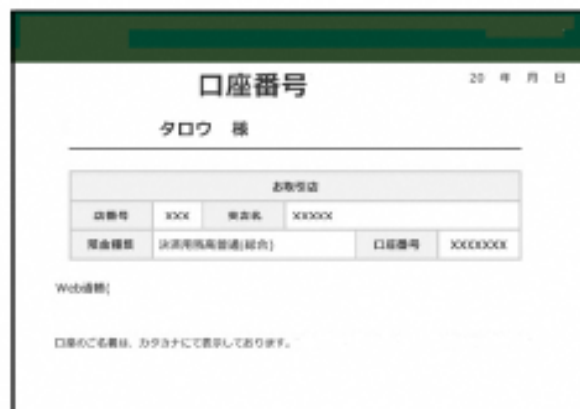 口座番号
20 年 月 日
タロウ 様
お取引店
店番号 XXX 支店名 XXXXX
預金種類 決済用残高普通(総合) 口座番号 XXXXXXX
Web通帳(
口座のご名義は、カタカナにて表示しております。